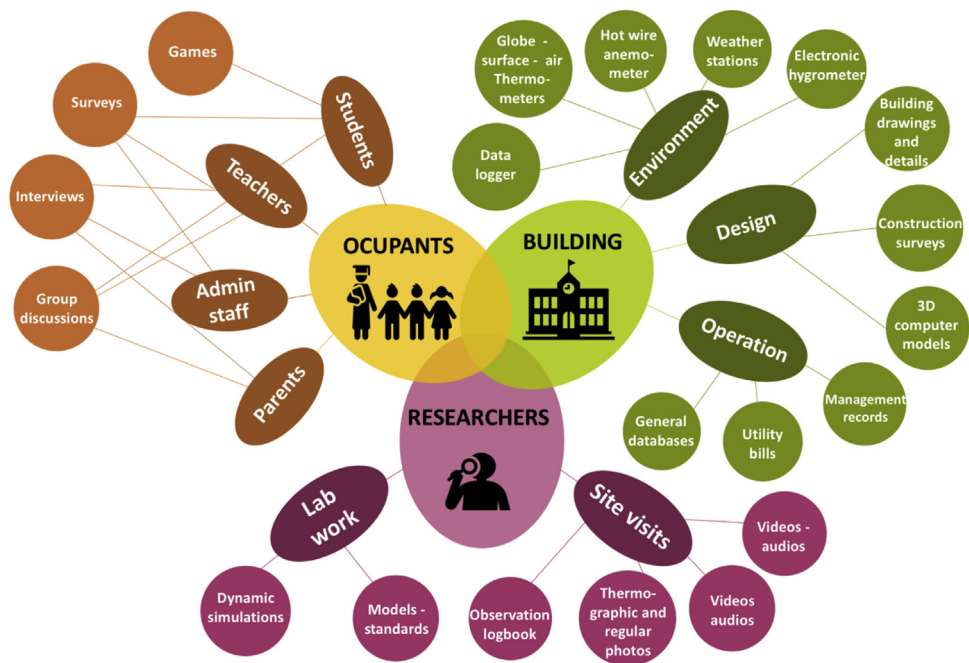 Games
Surveys
Interviews
Group
discussions
Students
Teachers
Admin
staff
Parents
OCUPANTS
BUILDING
RESEARCHERS
Globe -
surface - air
Thermo-
meters
Hot wire
anemo-
meter
Weather
stations
Electronic
hygrometer
Data
logger
Environment
Building
drawings
and
details
Design
Construction
surveys
3D
computer
models
Operation
General
databases
Utility
bills
Management
records
Lab
work
Dynamic
simulations
Models -
standards
Site visits
Observation
logbook
Thermo-
graphic and
regular
photos
Videos
audios
Videos -
audios